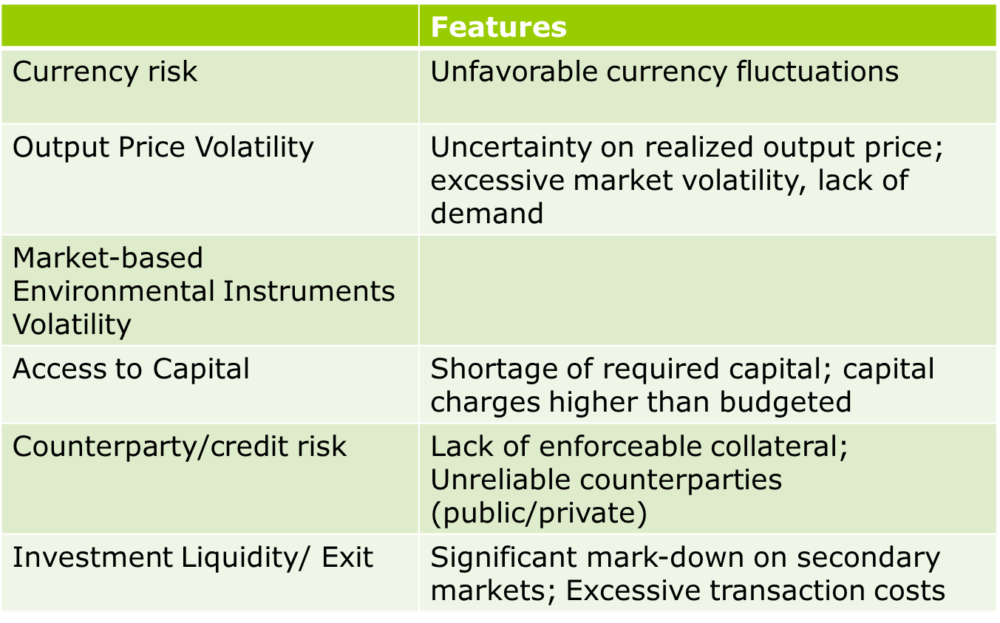 Features
Currency risk
Unfavorable currency fluctuations
Output Price Volatility
Uncertainty on realized output price;
excessive market volatility, lack of
demand
Market-based
Environmental Instruments
Volatility
Access to Capital
Shortage of required capital; capital
charges higher than budgeted
Counterparty/credit risk
Lack of enforceable collateral;
Unreliable counterparties
(public/private)
Investment Liquidity/ Exit
Significant mark-down on secondary
markets; Excessive transaction costs